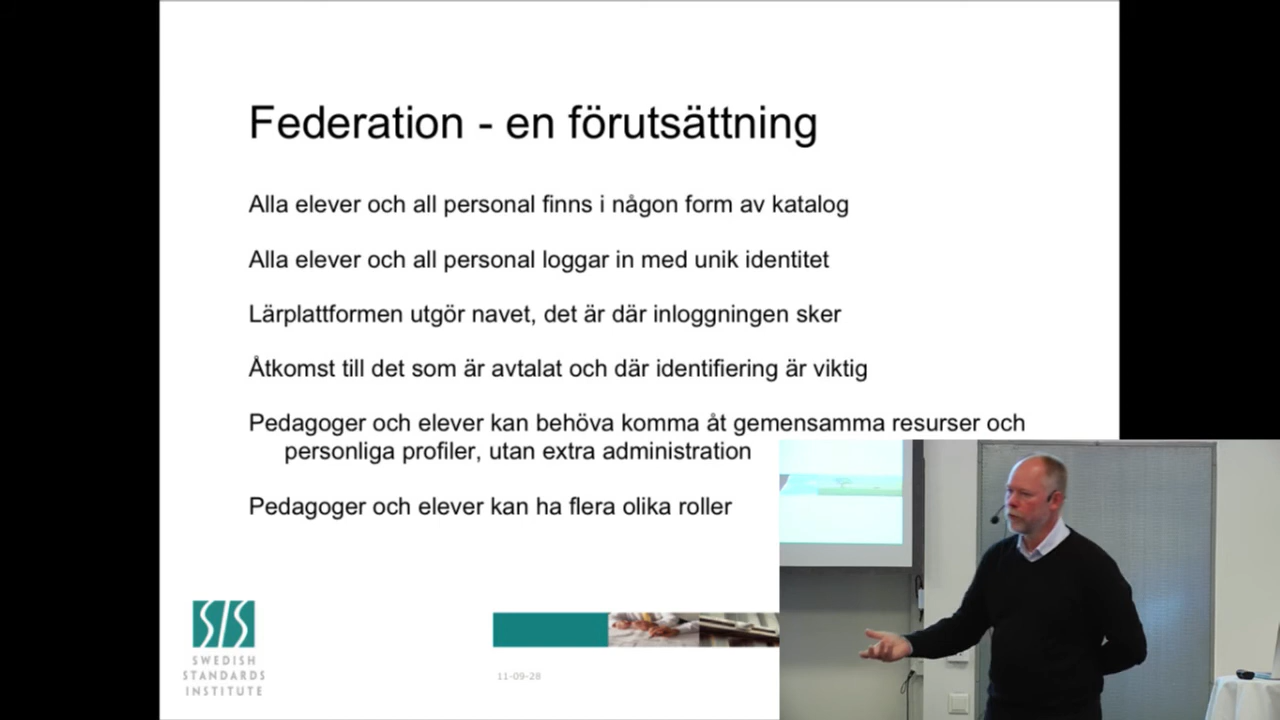 Federation - en förutsättning
Alla elever och all personal finns i någon form av katalog
Alla elever och all personal loggar in med unik identitet
Lärplattformen utgör navet, det är där inloggningen sker
Åtkomst till det som är avtalat och där identifiering är viktig
Pedagoger och elever kan behöva komma åt gemensamma resurser och
personliga profiler, utan extra administration
Pedagoger och elever kan ha flera olika roller
SIS
SWEDISH
STANDARDS
INSTITUTE
11-09-28